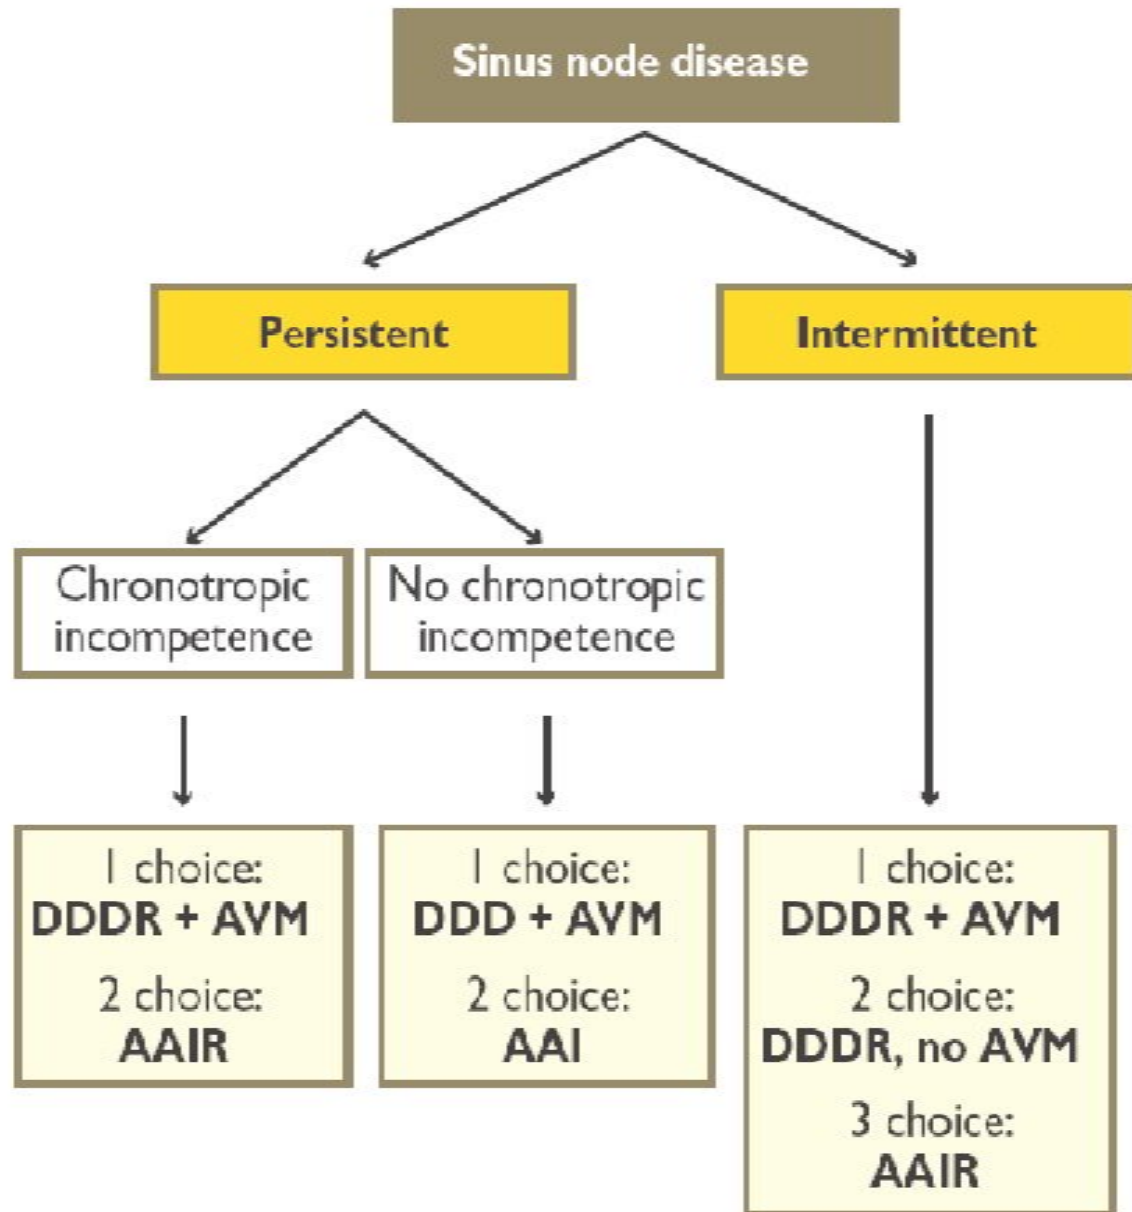 Sinus node disease
Persistent
Intermittent
Chronotropic
incompetence
No chronotropic
incompetence
1 choice:
DDDR + AVM
2 choice:
AAIR
1 choice:
DDD + AVM
2 choice:
AAI
1 choice:
DDDR + AVM
2 choice:
DDDR, no AVM
3 choice:
AAIR